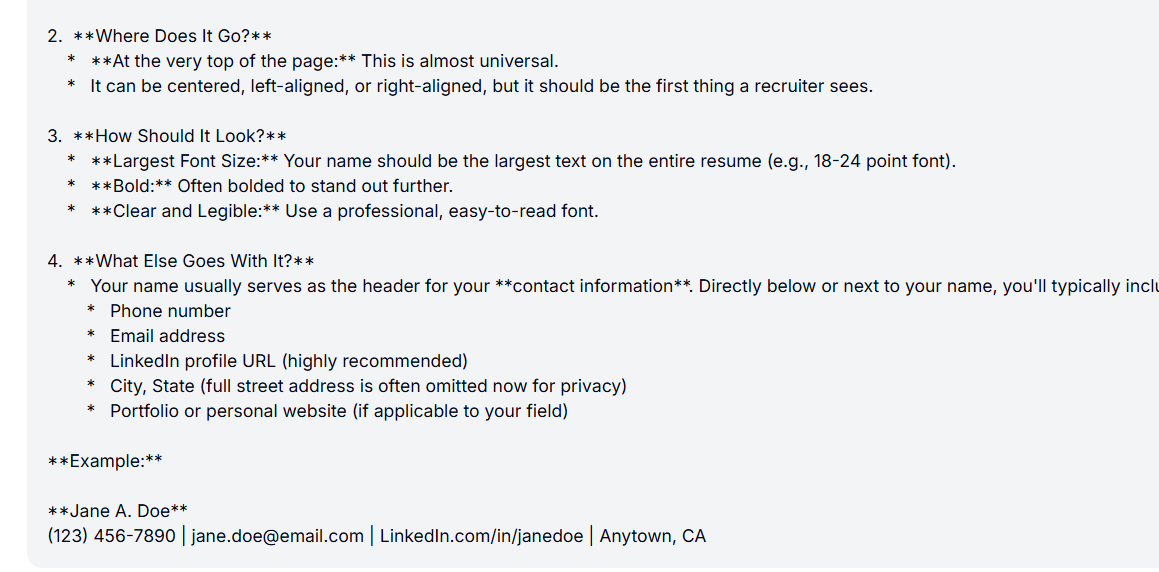 2. **Where Does It Go?**
* **At the very top of the page:** This is almost universal.
* It can be centered, left-aligned, or right-aligned, but it should be the first thing a recruiter sees.
3. **How Should It Look?**
* **Largest Font Size:** Your name should be the largest text on the entire resume (e.g., 18-24 point font).
* **Bold:** Often bolded to stand out further.
* **Clear and Legible:** Use a professional, easy-to-read font.
4. **What Else Goes With It?**
* Your name usually serves as the header for your **contact information**. Directly below or next to your name, you'll typically
* Phone number
* Email address
* LinkedIn profile URL (highly recommended)
* City, State (full street address is often omitted now for privacy)
* Portfolio or personal website (if applicable to your field)
**Example:**
**Jane A. Doe**
(123) 456-7890 | jane.doe@email.com | LinkedIn.com/in/janedoe | Anytown, CA